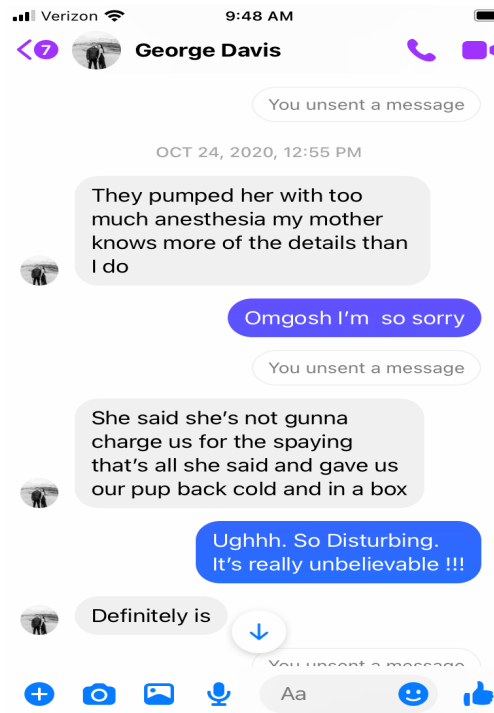 Verizon 9:48 AM
7 George Davis
You unsent a message
OCT 24, 2020, 12:55 PM
They pumped her with too
much anesthesia my mother
knows more of the details than
I do
Omgosh I'm  so sorry
You unsent a message
She said she's not gunna
charge us for the spaying
that's all she said and gave us
our pup back cold and in a box
Ughhh. So Disturbing.
It's really unbelievable !!!
Definitely is
You unsent a message
Aa